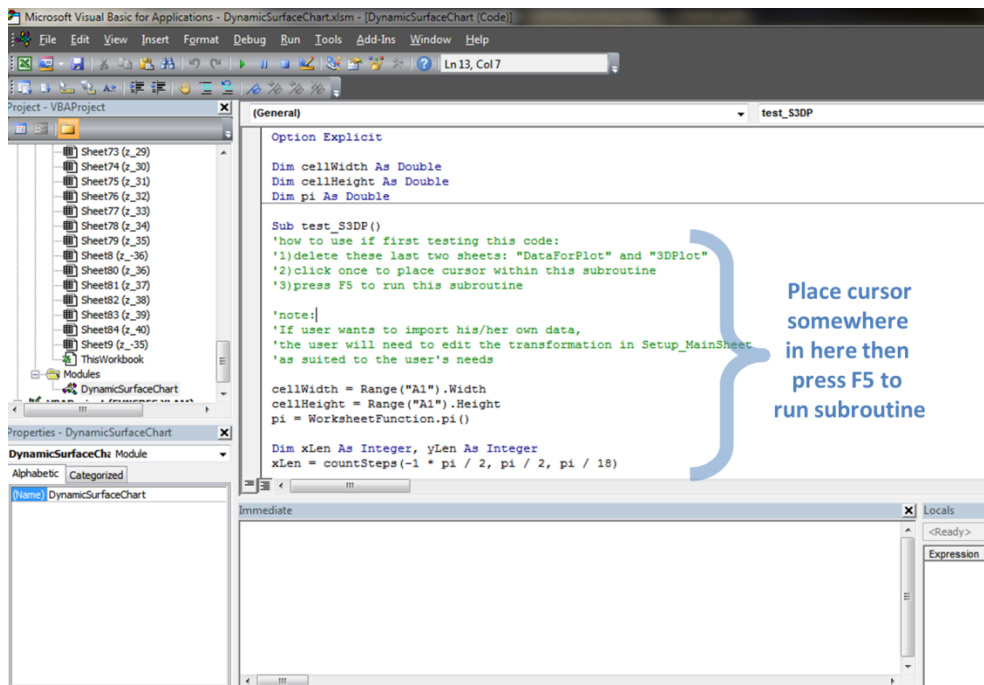 Microsoft Visual Basic for Applications - DynamicSurfaceChart.xlsm - [DynamicSurfaceChart (Code)]
File Edit View Insert Format Debug Run Tools Add-Ins Window Help
Ln 13, Col 7
Project - VBAProject
Sheet73 (z_29)
Sheet74 (z_30)
Sheet75 (z_31)
Sheet76 (z_32)
Sheet77 (z_33)
Sheet78 (z_34)
Sheet79 (z_35)
Sheet8 (z_-36)
Sheet80 (z_36)
Sheet81 (z_37)
Sheet82 (z_38)
Sheet83 (z_39)
Sheet84 (z_40)
Sheet9 (z_-35)
ThisWorkbook
Modules
DynamicSurfaceChart
Properties - DynamicSurfaceChart
DynamicSurfaceCha Module
Alphabetic Categorized
(Name) DynamicSurfaceChart
(General) test_S3DP
Option Explicit
Dim cellWidth As Double
Dim cellHeight As Double
Dim pi As Double
Sub test_S3DP()
'how to use if first testing this code:
'1)delete these last two sheets: "DataForPlot" and "3DPlot"
'2)click once to place cursor within this subroutine
'3)press F5 to run this subroutine
'note:
'If user wants to import his/her own data,
'the user will need to edit the transformation in Setup_MainSheet
'as suited to the user's needs
cellWidth = Range("A1").Width
cellHeight = Range("A1").Height
pi = WorksheetFunction.pi()
Dim xLen As Integer, yLen As Integer
xLen = countSteps(-1 * pi / 2, pi / 2, pi / 18)
Place cursor
somewhere
in here then
press F5 to
run subroutine
Immediate
Locals
<Ready>
Expression